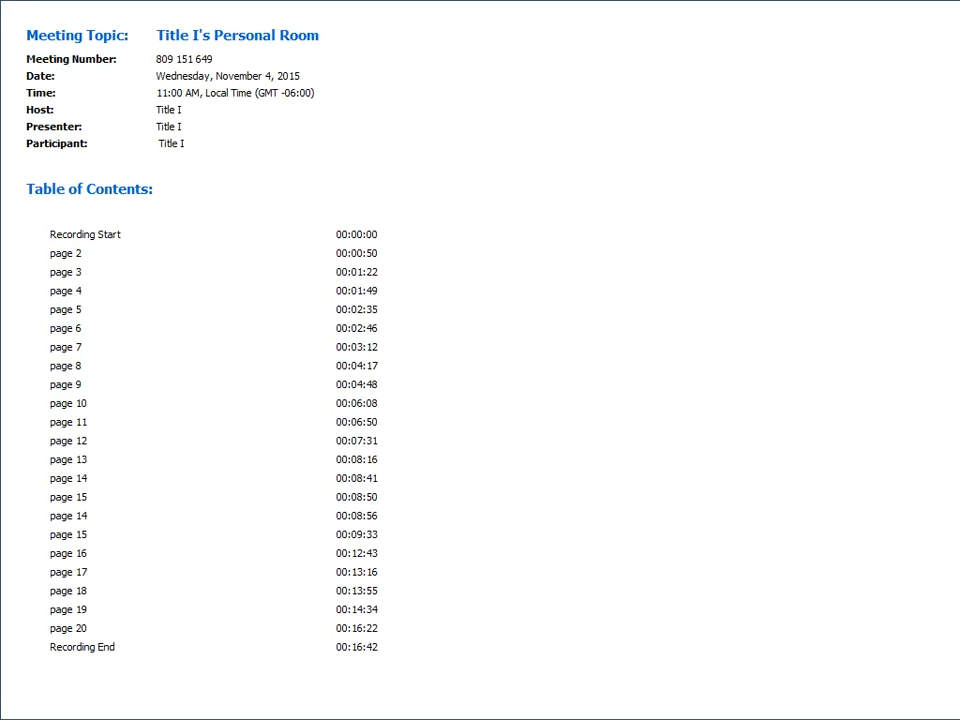 Meeting Topic: Title I's Personal Room
Meeting Number: 809 151 649
Date: Wednesday, November 4, 2015
Time: 11:00 AM, Local Time (GMT -06:00)
Host: Title I
Presenter: Title I
Participant: Title I
Table of Contents:
Recording Start 00:00:00
page 2 00:00:50
page 3 00:01:22
page 4 00:01:49
page 5 00:02:35
page 6 00:02:46
page 7 00:03:12
page 8 00:04:17
page 9 00:04:48
page 10 00:06:08
page 11 00:06:50
page 12 00:07:31
page 13 00:08:16
page 14 00:08:41
page 15 00:08:50
page 14 00:08:56
page 15 00:09:33
page 16 00:12:43
page 17 00:13:16
page 18 00:13:55
page 19 00:14:34
page 20 00:16:22
Recording End 00:16:42